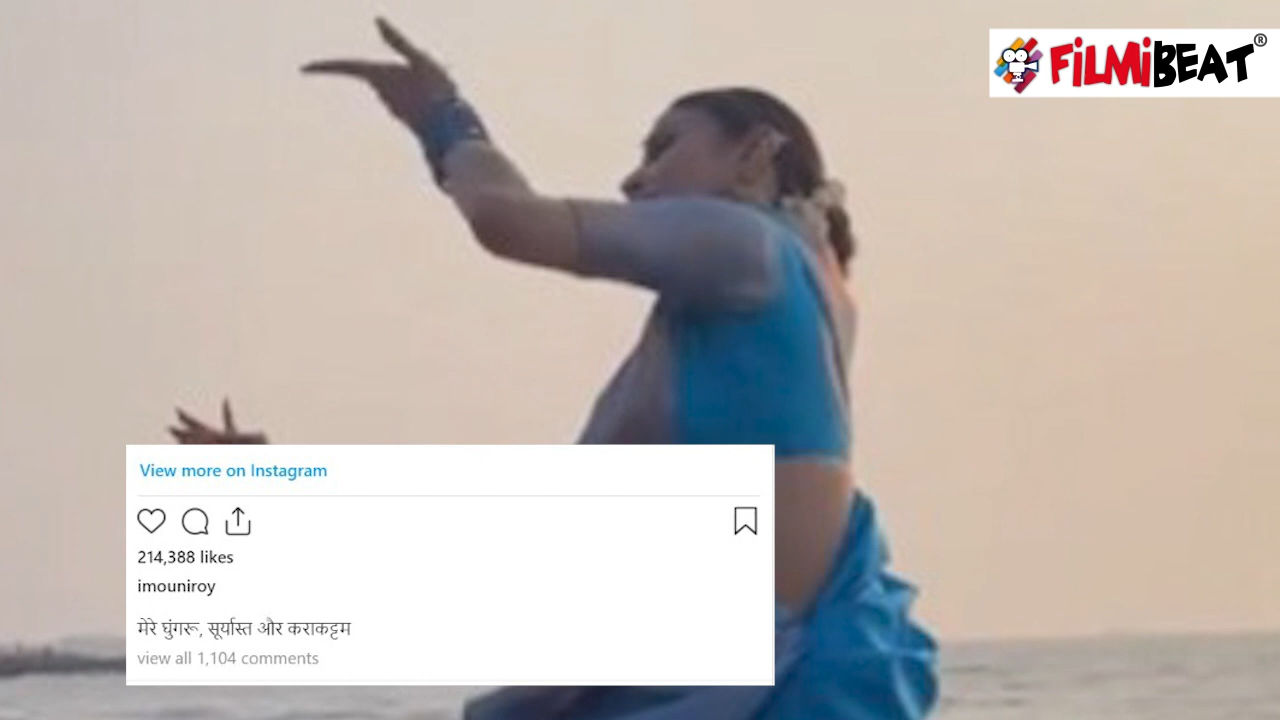 FiLMiBEAT®
View more on Instagram
214,388 likes
imouniroy
मेरे घुंगरू, सूर्यास्त और कराकट्टम
view all 1,104 comments